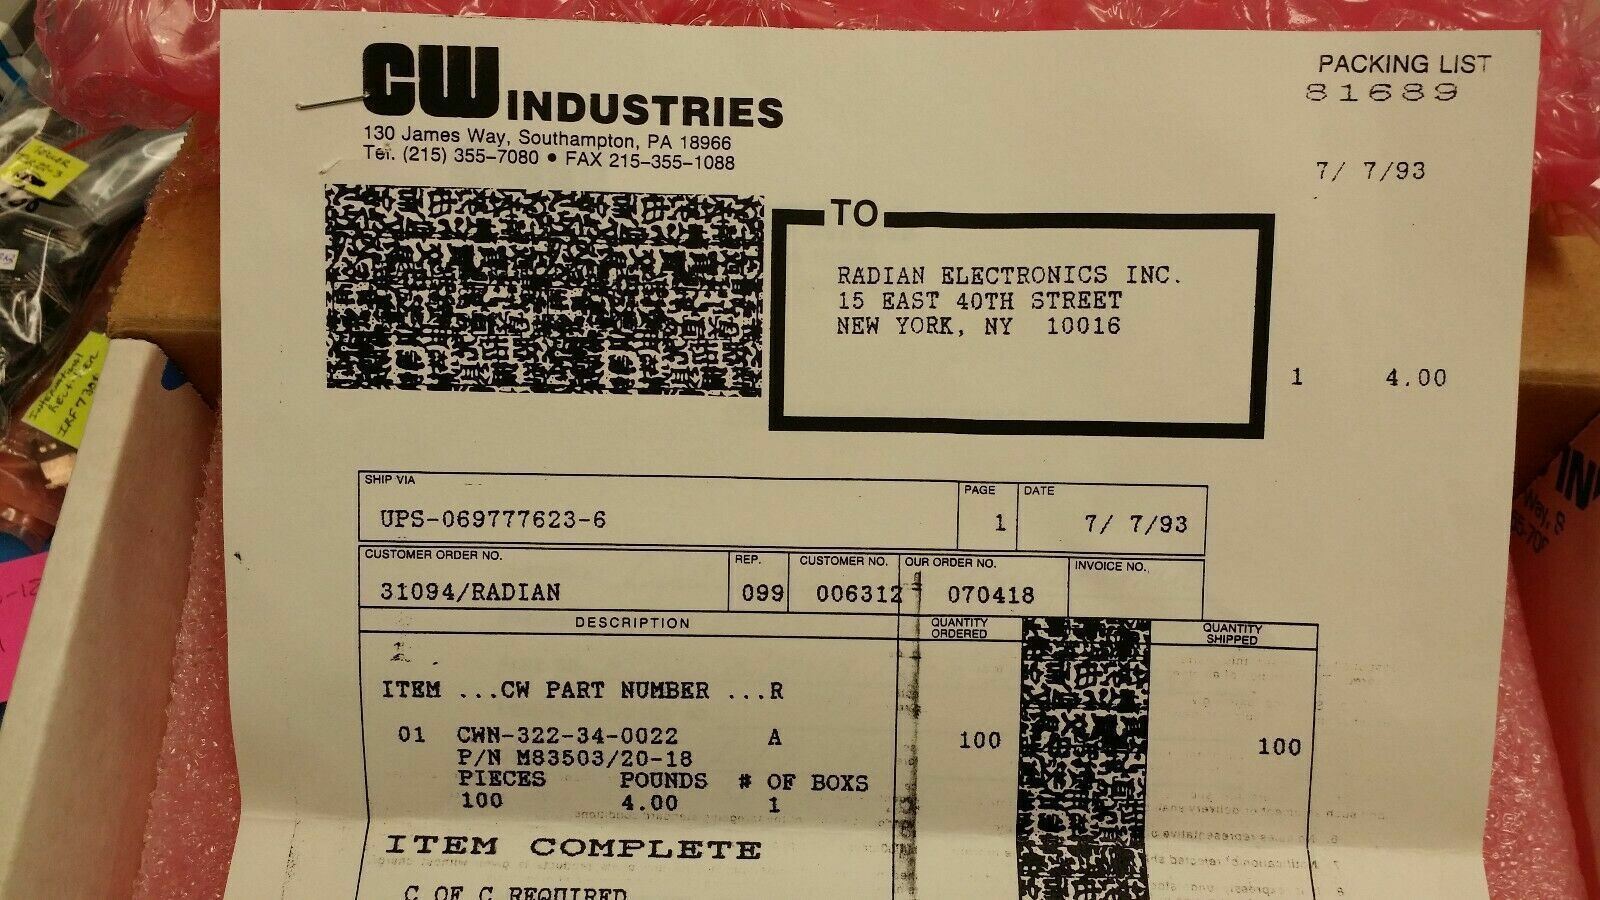 CW INDUSTRIES
130 James Way, Southampton, PA 18966
Tel. (215) 355-7080 • FAX 215-355-1088
PACKING LIST
81689
7/ 7/93
TO
RADIAN ELECTRONICS INC.
15 EAST 40TH STREET
NEW YORK, NY 10016
1 4.00
SHIP VIA PAGE DATE
UPS-069777623-6 1 7/ 7/93
CUSTOMER ORDER NO. REP. CUSTOMER NO. OUR ORDER NO. INVOICE NO.
31094/RADIAN 099 006312 070418
DESCRIPTION QUANTITY ORDERED QUANTITY SHIPPED
ITEM ...CW PART NUMBER ...R
01 CWN-322-34-0022 A 100 100
P/N M83503/20-18
PIECES POUNDS # OF BOXS
100 4.00 1
ITEM COMPLETE
C OF C REQUIRED
International
Rectifier